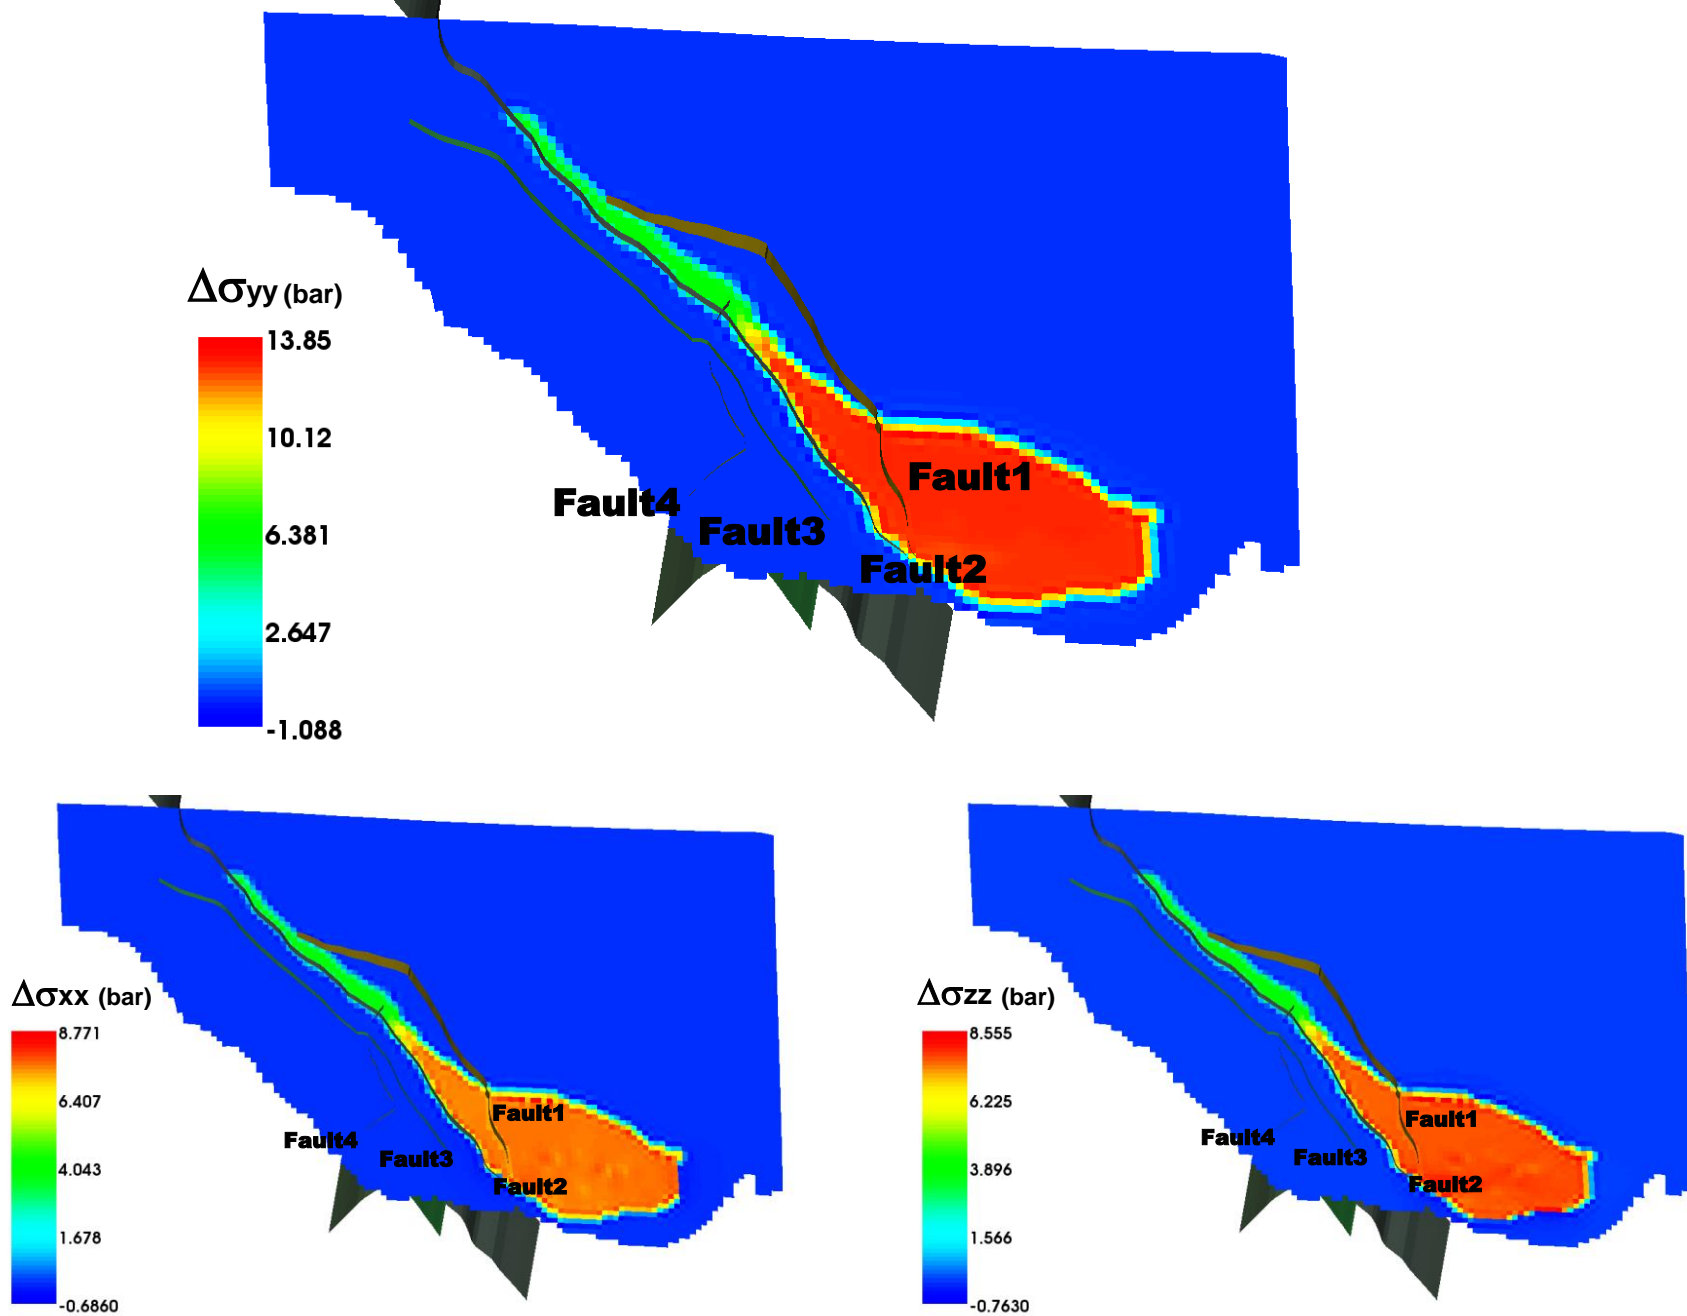 Δσyy (bar)
13.85
10.12
6.381
2.647
-1.088
Fault1
Fault4
Fault3
Fault2
Δσxx (bar)
8.771
6.407
4.043
1.678
-0.6860
Fault1
Fault4
Fault3
Fault2
Δσzz (bar)
8.555
6.225
3.896
1.566
-0.7630
Fault1
Fault4
Fault3
Fault2